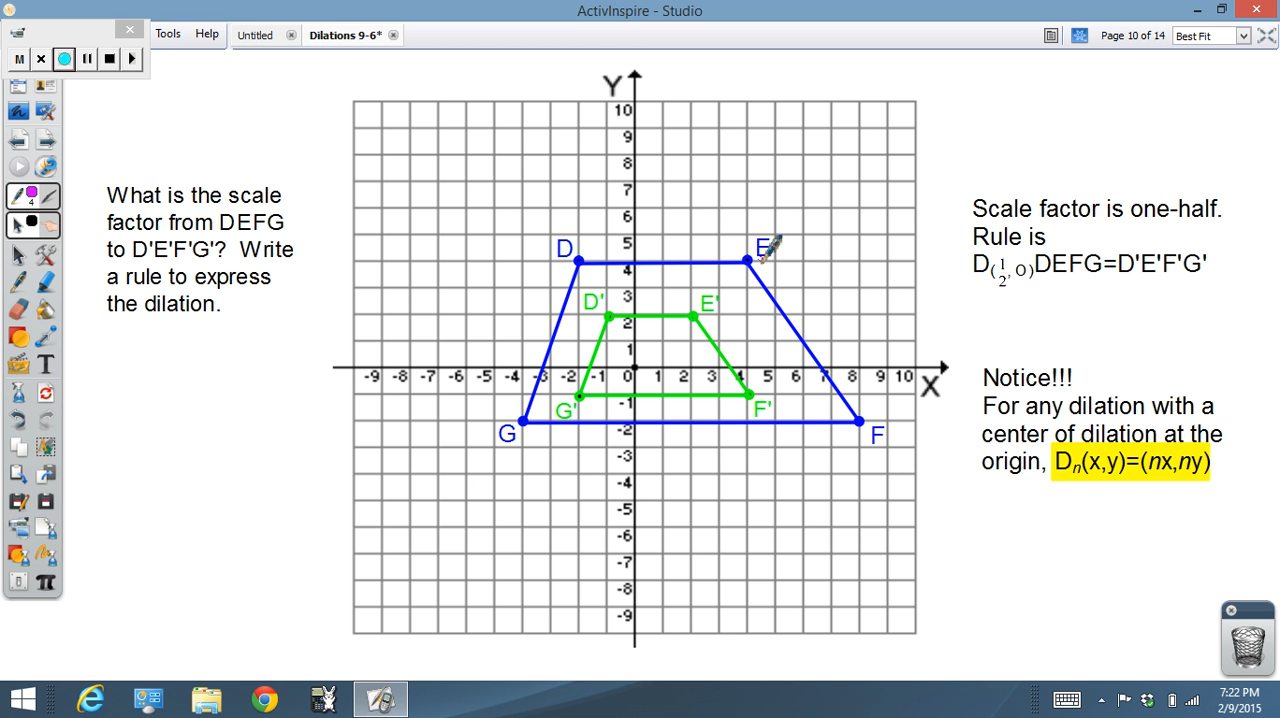 ActivInspire - Studio
Tools Help Untitled Dilations 9-6* Page 10 of 14 Best Fit
M
4
What is the scale
factor from DEFG
to D'E'F'G'? Write
a rule to express
the dilation.
Y
10
9
8
7
6
5
4
3
2
1
-9 -8 -7 -6 -5 -4 -3 -2 -1 0 1 2 3 4 5 6 7 8 9 10 X
-1
-2
-3
-4
-5
-6
-7
-8
-9
D E
D' E'
G' F'
G F
Scale factor is one-half.
Rule is
D(1/2, O)DEFG=D'E'F'G'
Notice!!!
For any dilation with a
center of dilation at the
origin, Dn(x,y)=(nx,ny)
7:22 PM
2/9/2015